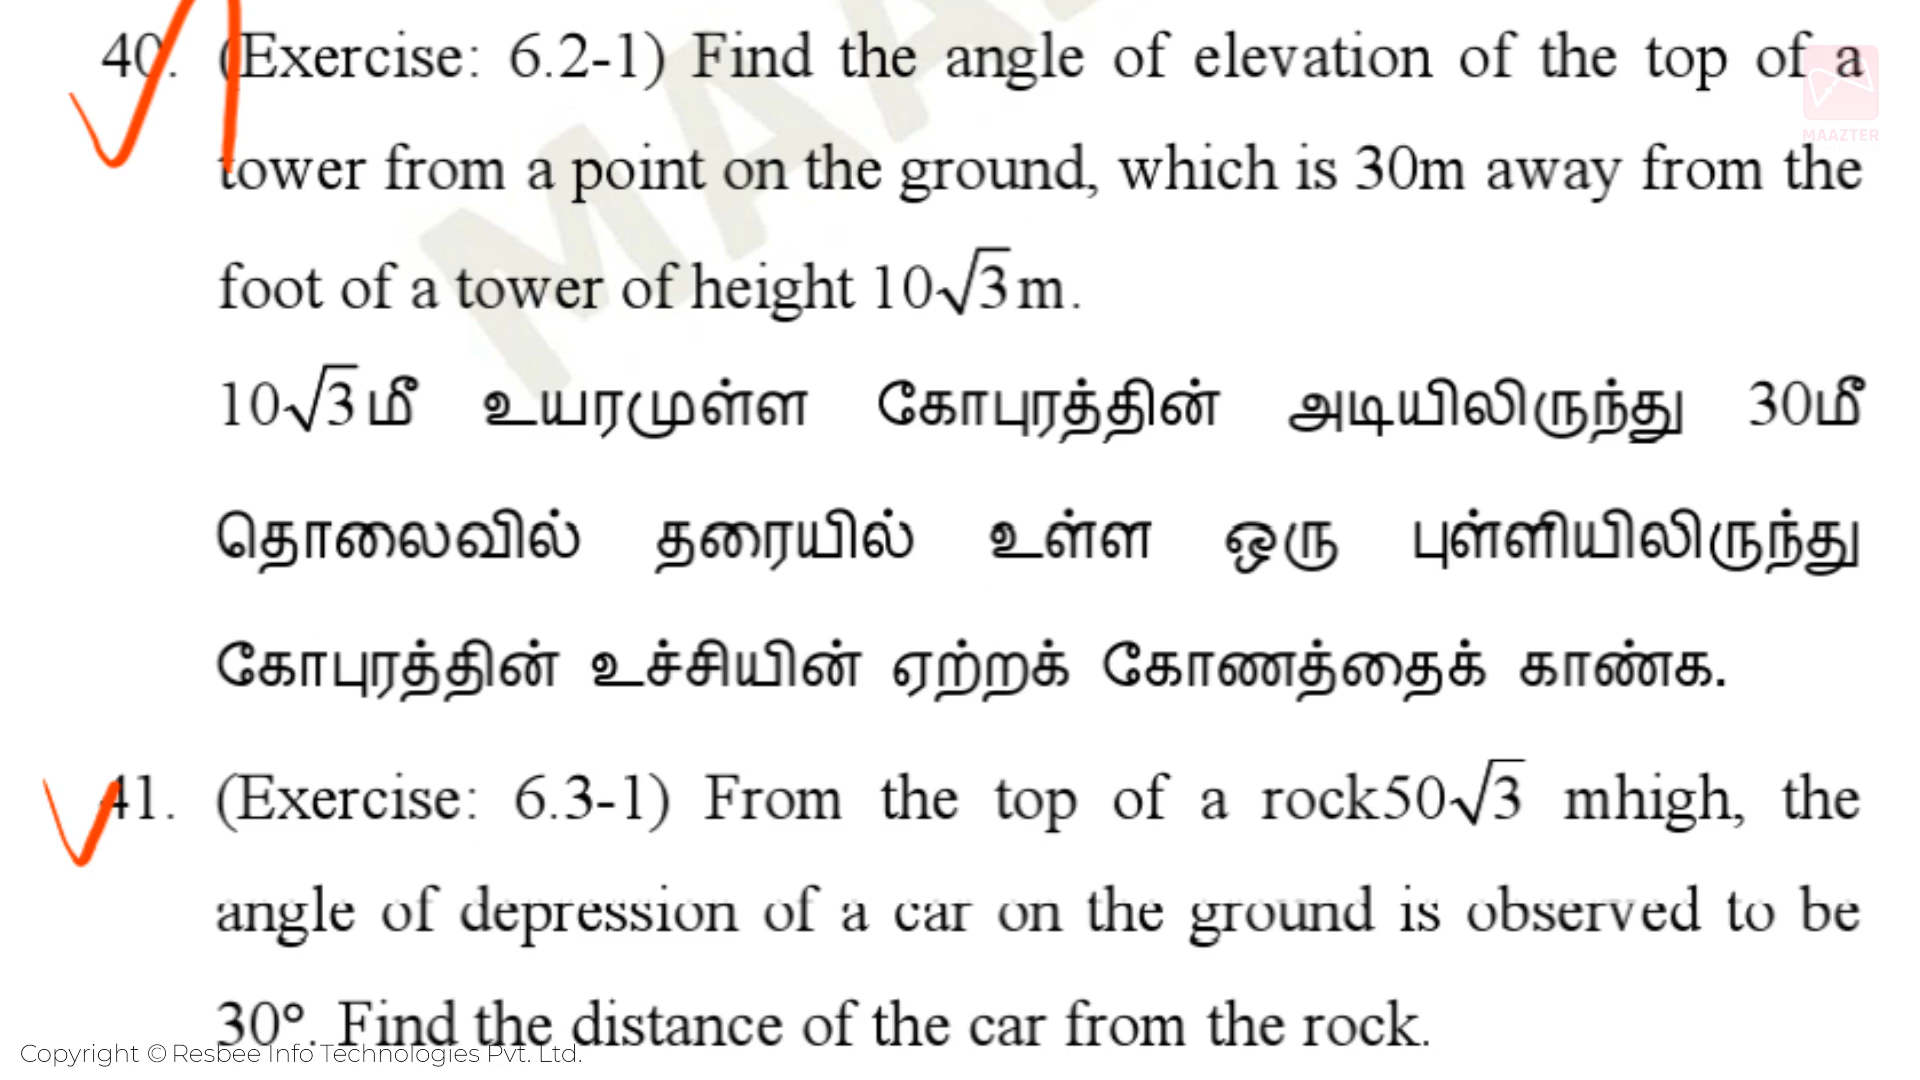 40. (Exercise: 6.2-1) Find the angle of elevation of the top of a
MAAZTER
tower from a point on the ground, which is 30m away from the
foot of a tower of height 10√3 m.
10√3 மீ உயரமுள்ள கோபுரத்தின் அடியிலிருந்து 30மீ
தொலைவில் தரையில் உள்ள ஒரு புள்ளியிலிருந்து
கோபுரத்தின் உச்சியின் ஏற்றக் கோணத்தைக் காண்க.
41. (Exercise: 6.3-1) From the top of a rock50√3 mhigh, the
angle of depression of a car on the ground is observed to be
30°. Find the distance of the car from the rock.
Copyright © Resbee Info Technologies Pvt. Ltd.